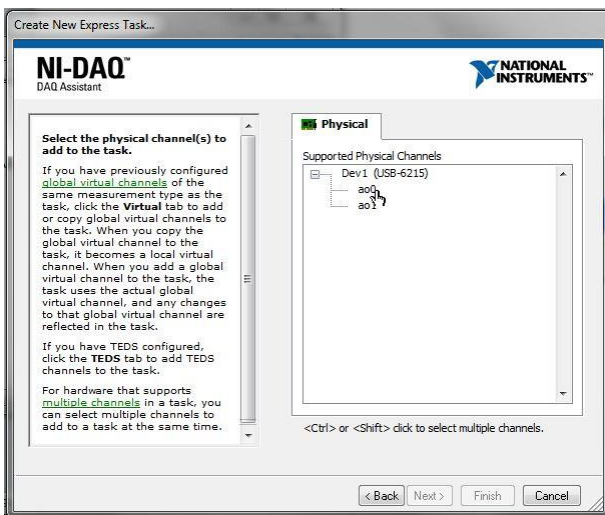 Create New Express Task...
NI-DAQ™
DAQ Assistant
NATIONAL
INSTRUMENTS™
Select the physical channel(s) to
add to the task.
If you have previously configured
global virtual channels of the
same measurement type as the
task, click the Virtual tab to add
or copy global virtual channels to
the task. When you copy the
global virtual channel to the
task, it becomes a local virtual
channel. When you add a global
virtual channel to the task, the
task uses the actual global
virtual channel, and any changes
to that global virtual channel are
reflected in the task.
If you have TEDS configured,
click the TEDS tab to add TEDS
channels to the task.
For hardware that supports
multiple channels in a task, you
can select multiple channels to
add to a task at the same time.
Physical
Supported Physical Channels
Dev1 (USB-6215)
ao0
ao1
<Ctrl> or <Shift> click to select multiple channels.
< Back Next > Finish Cancel